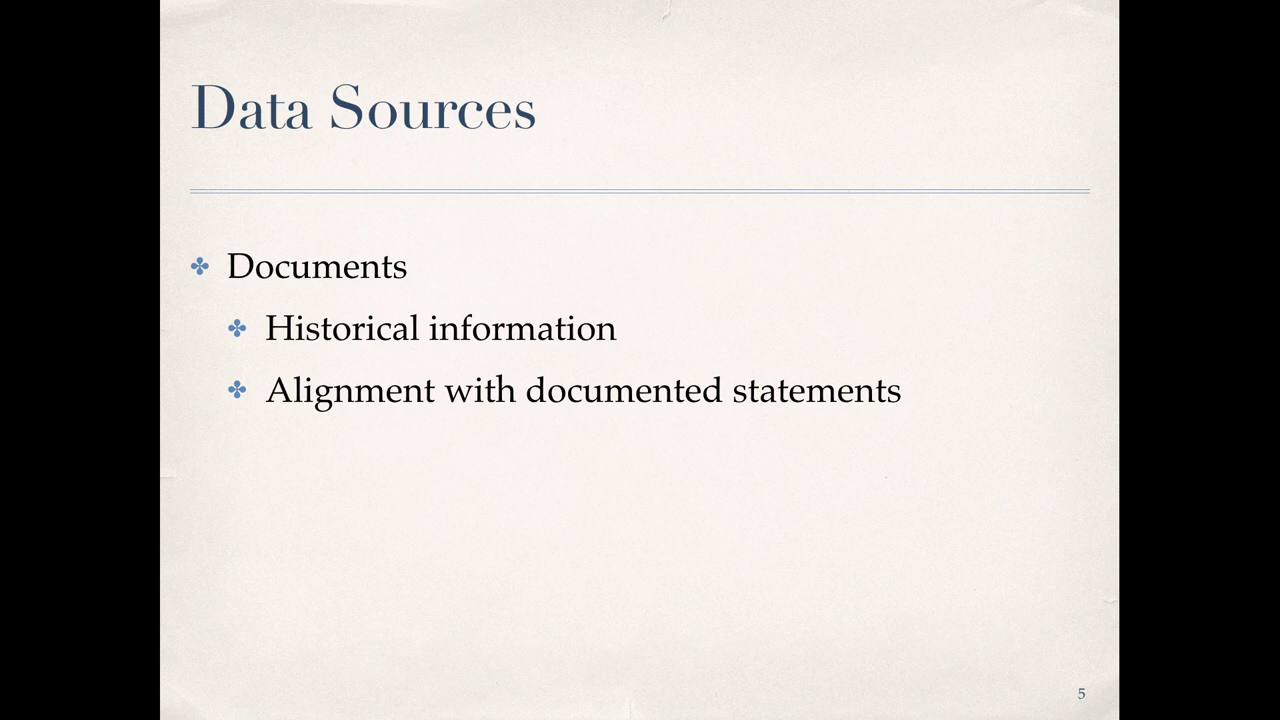 Data Sources
Documents
Historical information
Alignment with documented statements
5